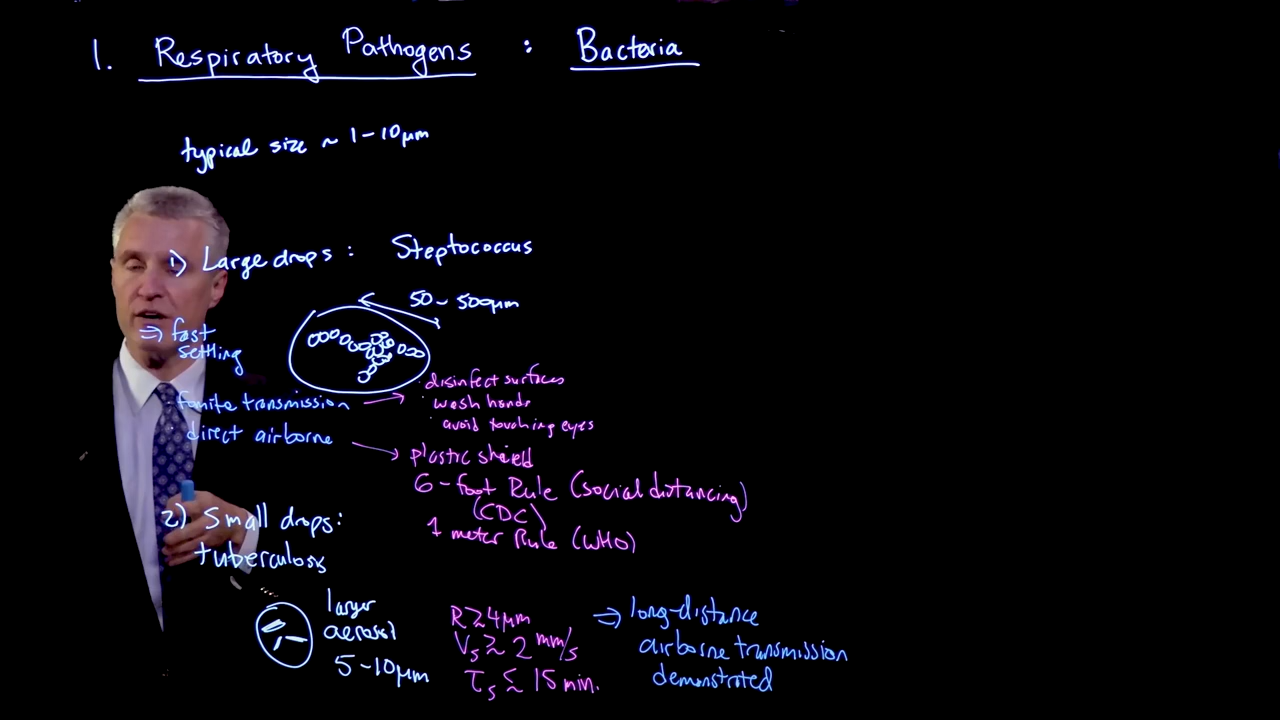 1. Respiratory Pathogens : Bacteria
typical size ~ 1-10μm
1) Large drops : Steptococcus
50 - 500μm
⇒ fast
settling
· fomite transmission →
· disinfect surfaces
· wash hands
· avoid touching eyes
· direct airborne →
plastic shield
6-foot Rule (social distancing)
(CDC)
1 meter Rule (WHO)
2) Small drops:
tuberculosis
larger
aerosol
5-10μm
R ≳ 4μm
Vs ≳ 2 mm/s
τs ≲ 15 min.
⇒ long-distance
airborne transmission
demonstrated